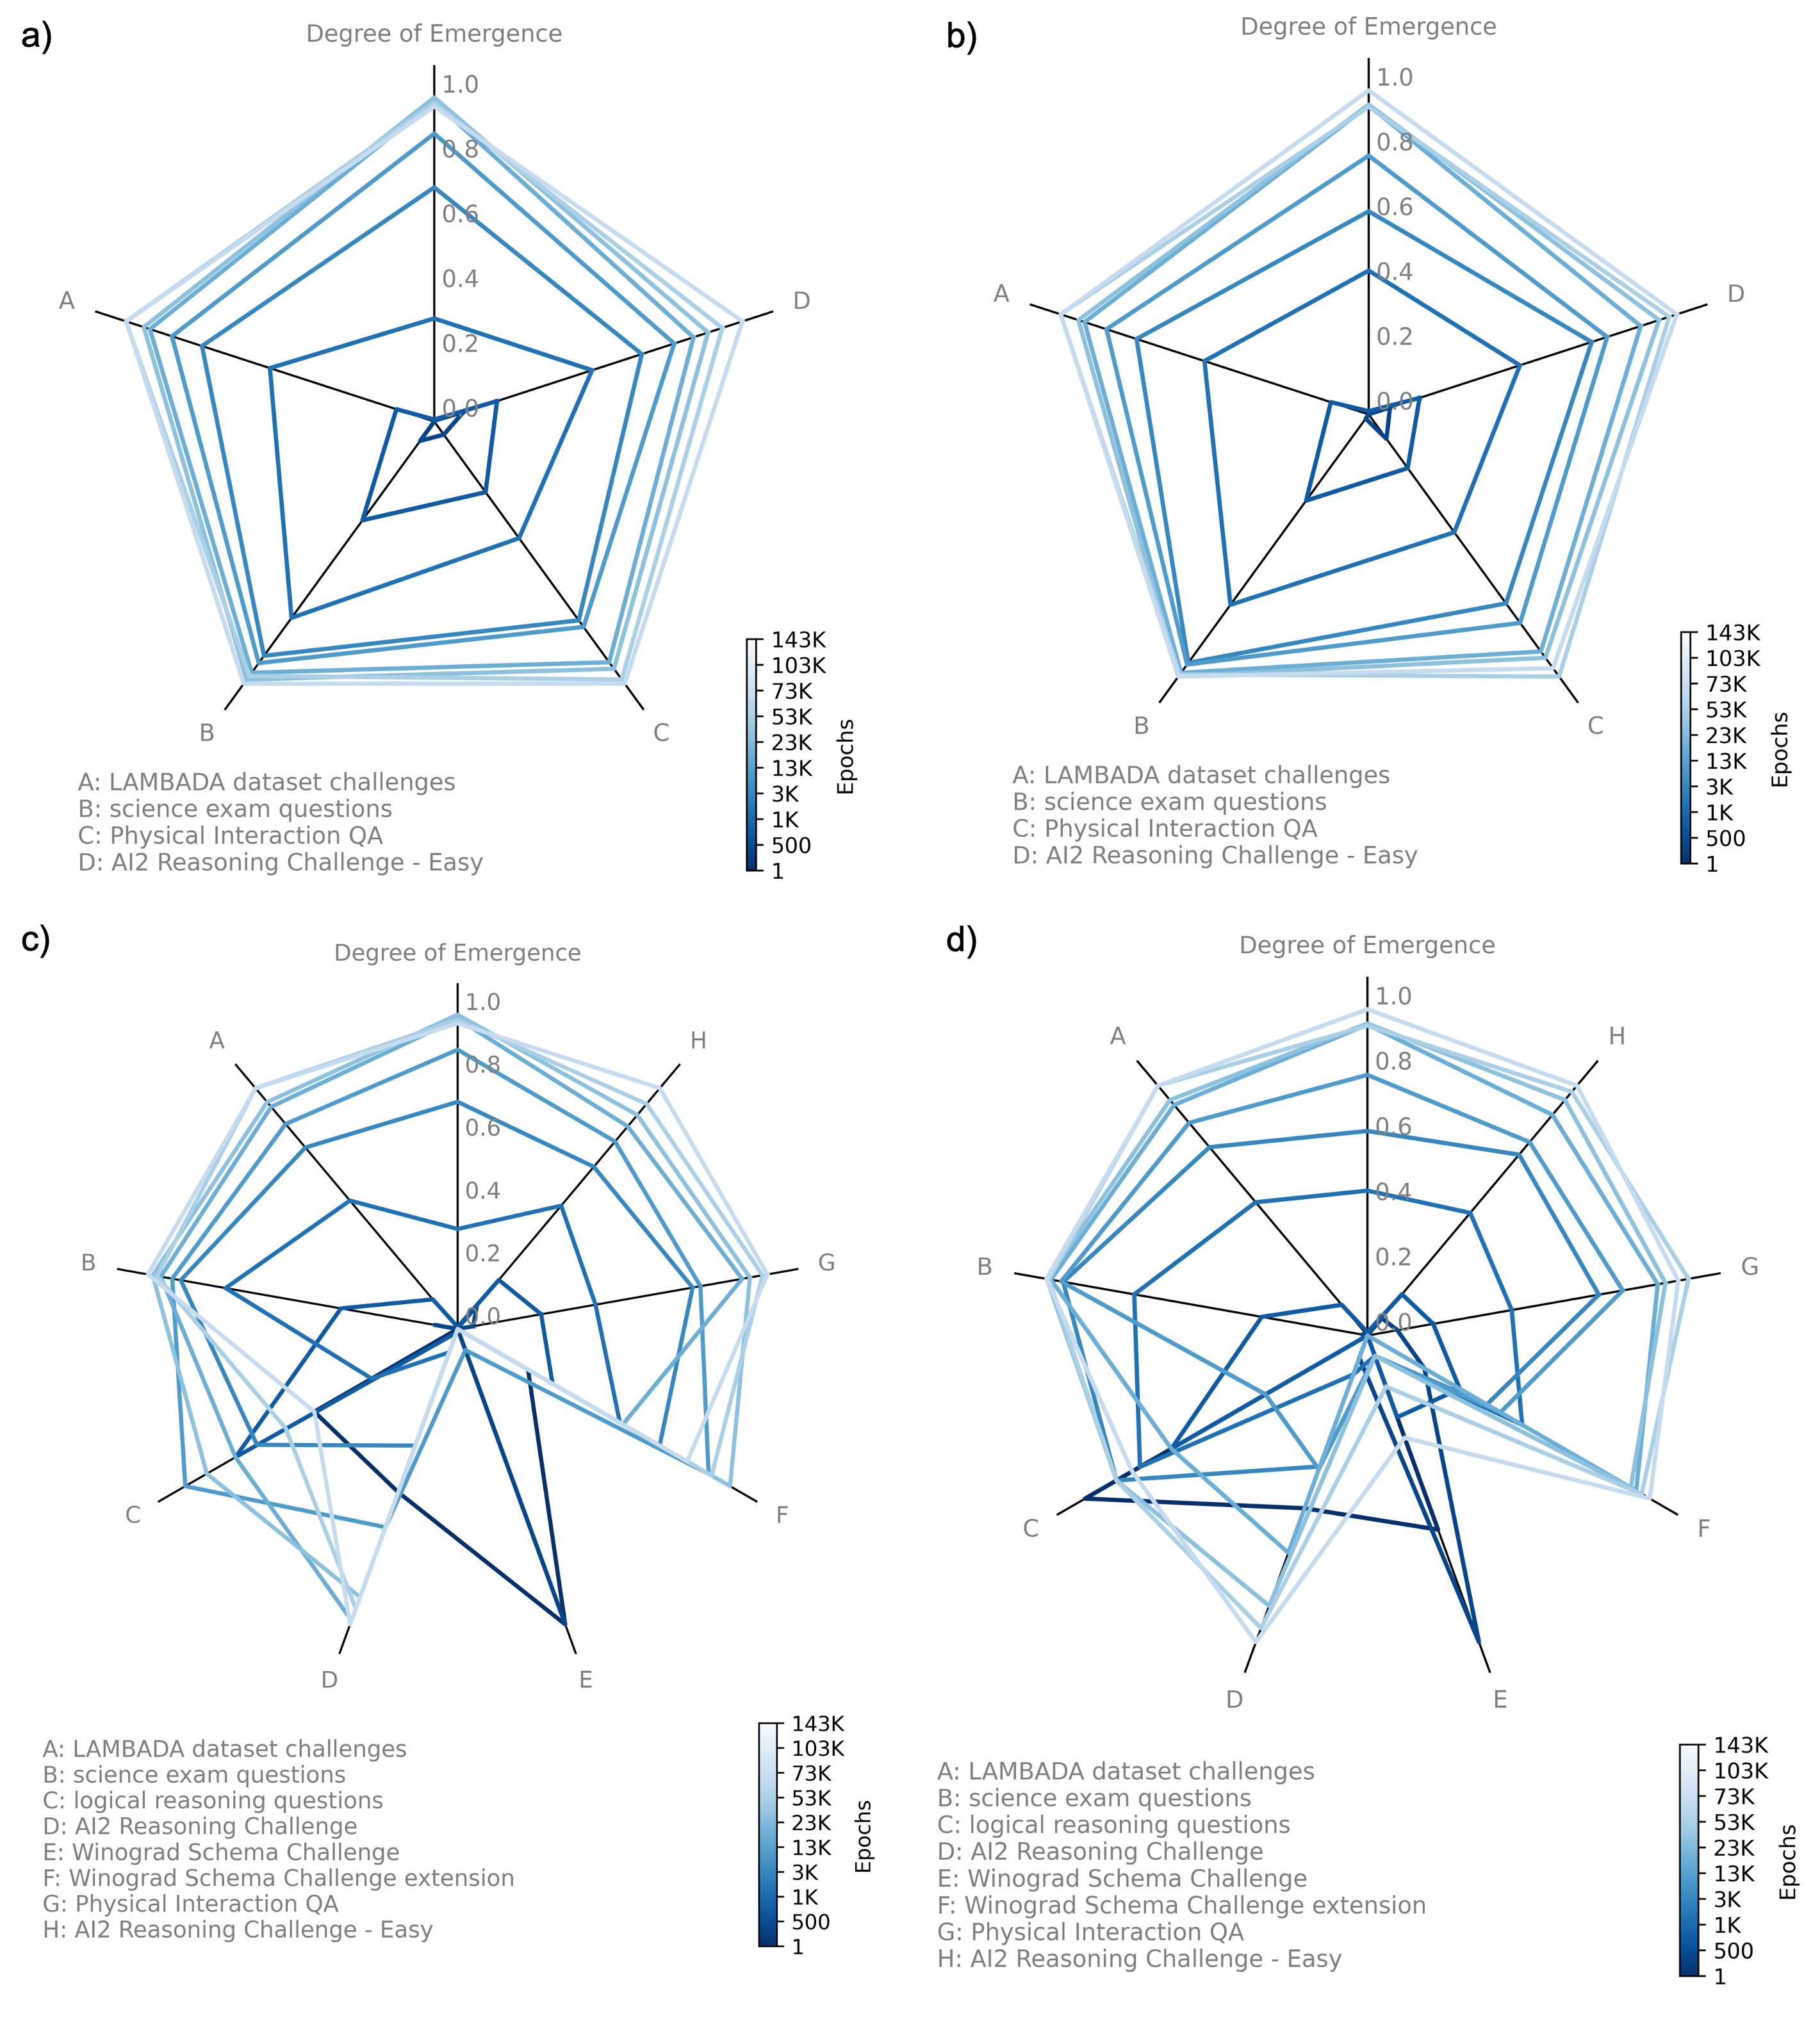 a)
Degree of Emergence
1.0
0.8
0.6
0.4
0.2
0.0
A
D
B
C
143K
103K
73K
53K
23K
13K
3K
1K
500
1
Epochs
A: LAMBADA dataset challenges
B: science exam questions
C: Physical Interaction QA
D: AI2 Reasoning Challenge - Easy
b)
Degree of Emergence
1.0
0.8
0.6
0.4
0.2
0.0
A
D
B
C
143K
103K
73K
53K
23K
13K
3K
1K
500
1
Epochs
A: LAMBADA dataset challenges
B: science exam questions
C: Physical Interaction QA
D: AI2 Reasoning Challenge - Easy
c)
Degree of Emergence
1.0
0.8
0.6
0.4
0.2
0.0
A
H
B
G
C
F
D
E
143K
103K
73K
53K
23K
13K
3K
1K
500
1
Epochs
A: LAMBADA dataset challenges
B: science exam questions
C: logical reasoning questions
D: AI2 Reasoning Challenge
E: Winograd Schema Challenge
F: Winograd Schema Challenge extension
G: Physical Interaction QA
H: AI2 Reasoning Challenge - Easy
d)
Degree of Emergence
1.0
0.8
0.6
0.4
0.2
0.0
A
H
B
G
C
F
D
E
143K
103K
73K
53K
23K
13K
3K
1K
500
1
Epochs
A: LAMBADA dataset challenges
B: science exam questions
C: logical reasoning questions
D: AI2 Reasoning Challenge
E: Winograd Schema Challenge
F: Winograd Schema Challenge extension
G: Physical Interaction QA
H: AI2 Reasoning Challenge - Easy